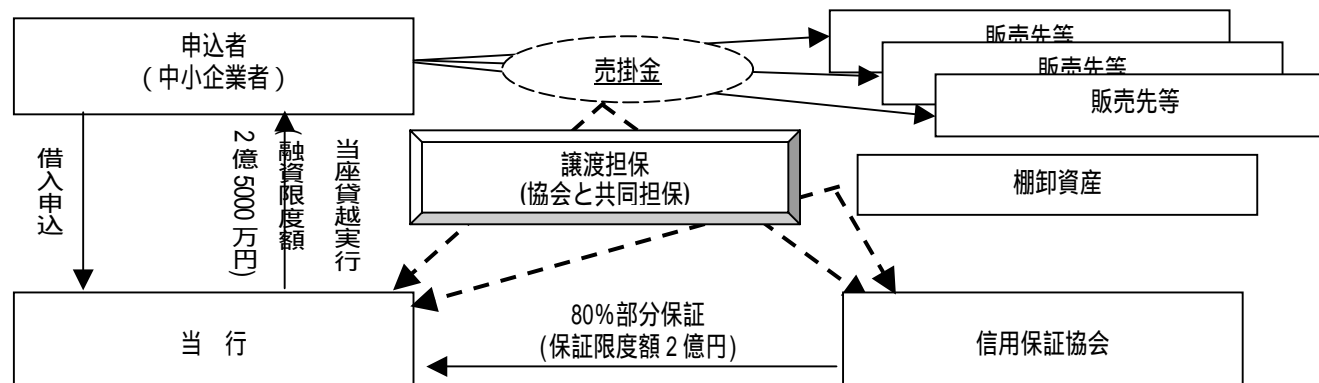 申込者
（中小企業者）
売掛金
販売先等
販売先等
販売先等
借入申込
当座貸越実行
（融資限度額
２億5000万円）
譲渡担保
(協会と共同担保)
棚卸資産
当　行
80％部分保証
(保証限度額２億円)
信用保証協会